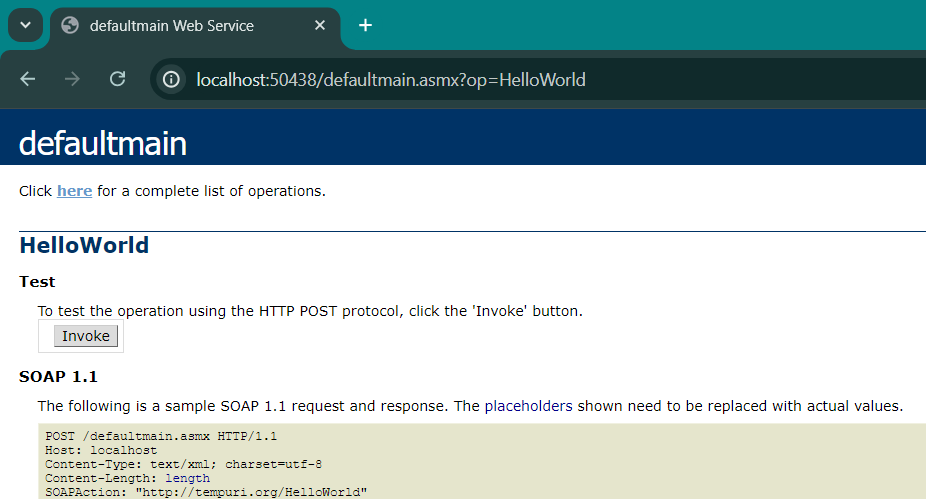 defaultmain Web Service
localhost:50438/defaultmain.asmx?op=HelloWorld
defaultmain
Click here for a complete list of operations.
HelloWorld
Test
To test the operation using the HTTP POST protocol, click the 'Invoke' button.
Invoke
SOAP 1.1
The following is a sample SOAP 1.1 request and response. The placeholders shown need to be replaced with actual values.
POST /defaultmain.asmx HTTP/1.1
Host: localhost
Content-Type: text/xml; charset=utf-8
Content-Length: length
SOAPAction: "http://tempuri.org/HelloWorld"